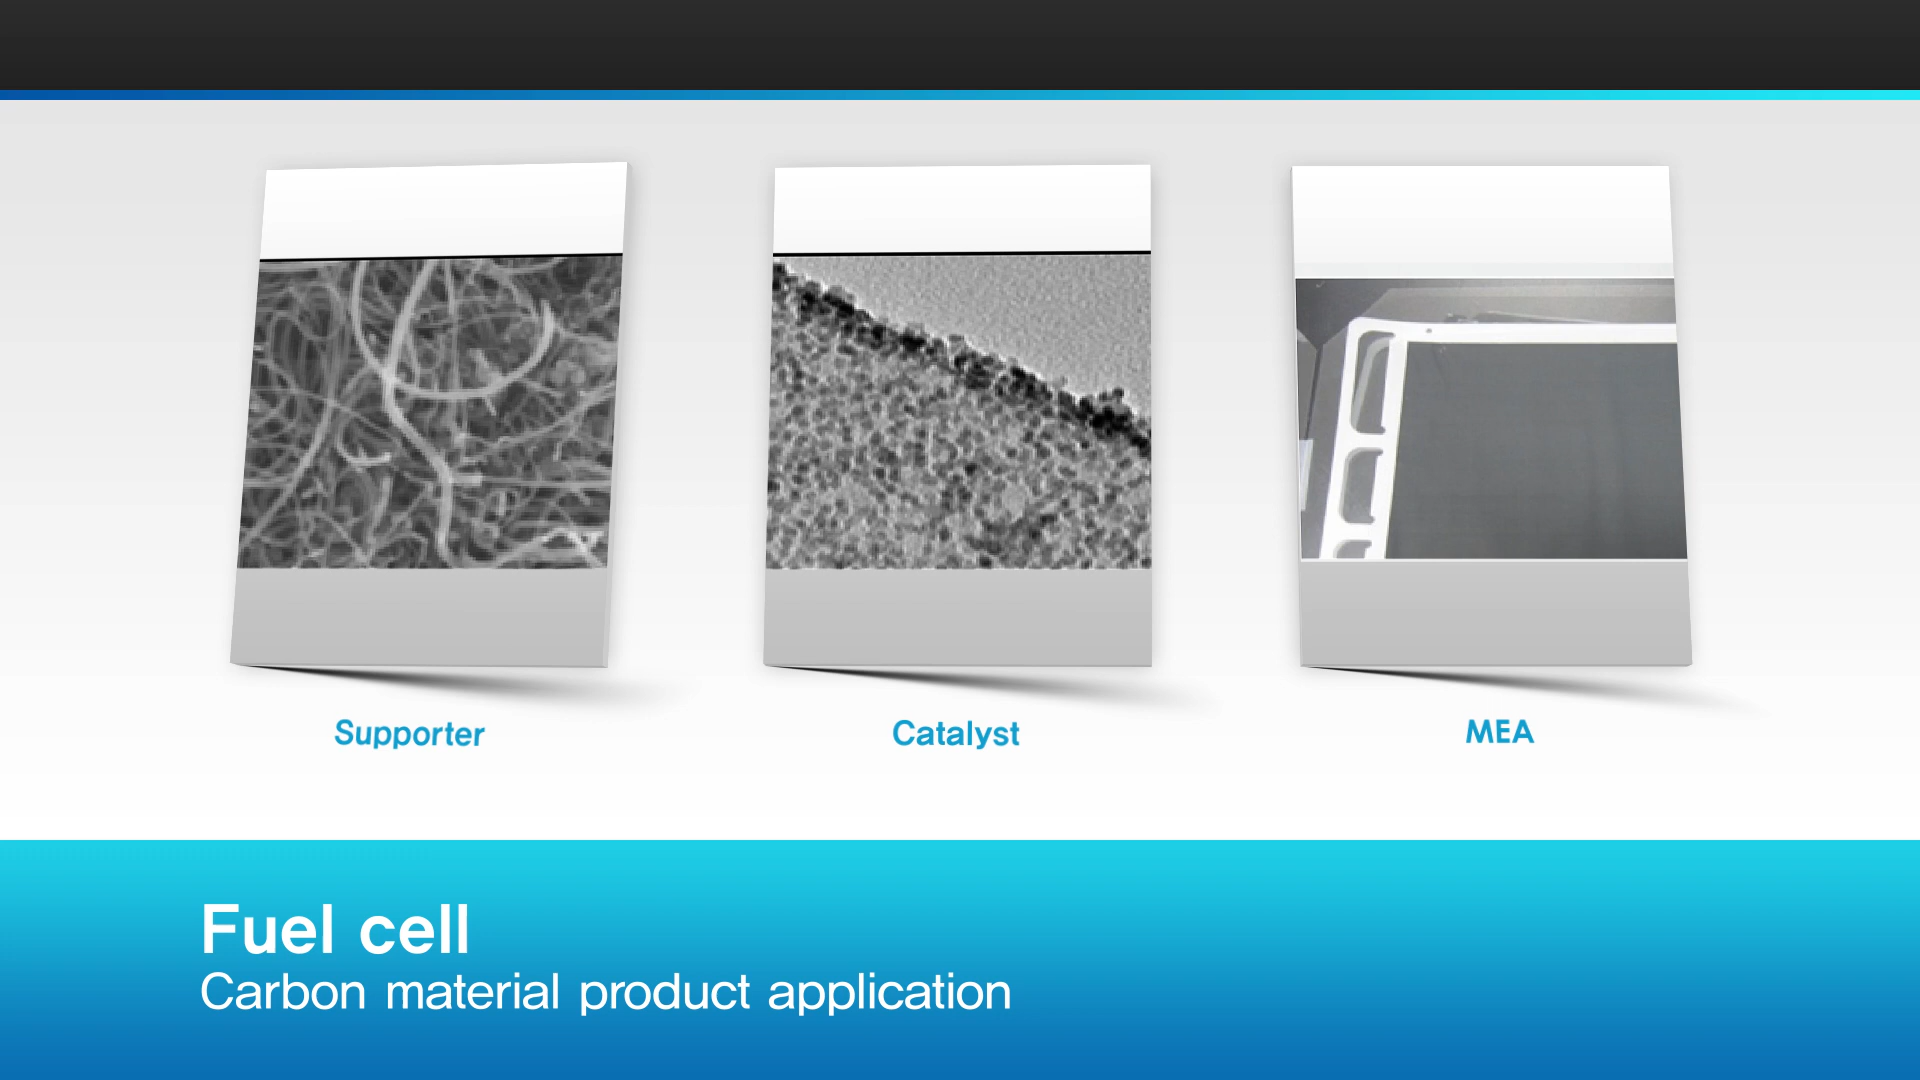 Supporter
Catalyst
MEA
Fuel cell
Carbon material product application